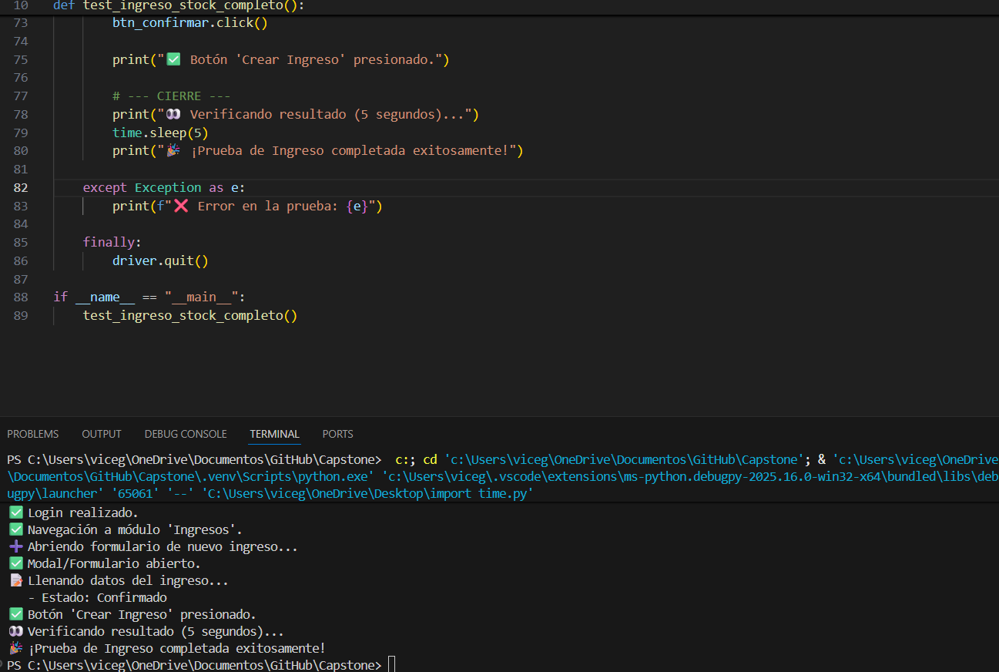 10 def test_ingreso_stock_completo():
73 btn_confirmar.click()
74
75 print("✅ Botón 'Crear Ingreso' presionado.")
76
77 # --- CIERRE ---
78 print("👀 Verificando resultado (5 segundos)...")
79 time.sleep(5)
80 print("🎉 ¡Prueba de Ingreso completada exitosamente!")
81
82 except Exception as e:
83 print(f"❌ Error en la prueba: {e}")
84
85 finally:
86 driver.quit()
87
88 if __name__ == "__main__":
89 test_ingreso_stock_completo()
PROBLEMS OUTPUT DEBUG CONSOLE TERMINAL PORTS
PS C:\Users\viceg\OneDrive\Documentos\GitHub\Capstone> c:; cd 'c:\Users\viceg\OneDrive\Documentos\GitHub\Capstone'; & 'c:\Users\viceg\OneDrive
\Documentos\GitHub\Capstone\.venv\Scripts\python.exe' 'c:\Users\viceg\.vscode\extensions\ms-python.debugpy-2025.16.0-win32-x64\bundled\libs\deb
ugpy\launcher' '65061' '--' 'C:\Users\viceg\OneDrive\Desktop\import time.py'
✅ Login realizado.
✅ Navegación a módulo 'Ingresos'.
➕ Abriendo formulario de nuevo ingreso...
✅ Modal/Formulario abierto.
📝 Llenando datos del ingreso...
- Estado: Confirmado
✅ Botón 'Crear Ingreso' presionado.
👀 Verificando resultado (5 segundos)...
🎉 ¡Prueba de Ingreso completada exitosamente!
PS C:\Users\viceg\OneDrive\Documentos\GitHub\Capstone>